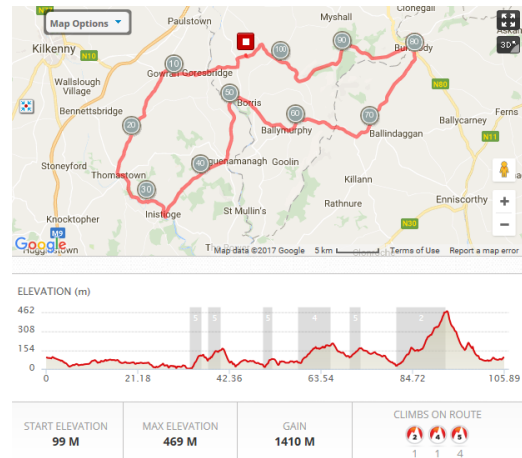 Map Options
Paulstown
Myshall
Clonegal
Kilkenny
N10
10
Gowran
Goresbridge
100
90
80
3D
Wallslough
Village
50
Borris
N80
Bennettsbridge
20
60
70
Ballycarney
Ferns
Ballymurphy
Ballindaggan
N11
Stoneyford
Thomastown
40
Goolin
Killann
30
Inistioge
St Mullin's
Rathnure
Enniscorthy
Knocktopher
N30
M9
Google
Map data ©2017 Google
5 km
Terms of Use
Report a map error
ELEVATION (m)
462
308
154
0
5
5
5
4
5
2
0
21.18
42.36
63.54
84.72
105.89
START ELEVATION
99 M
MAX ELEVATION
469 M
GAIN
1410 M
CLIMBS ON ROUTE
2
4
5
1
1
4